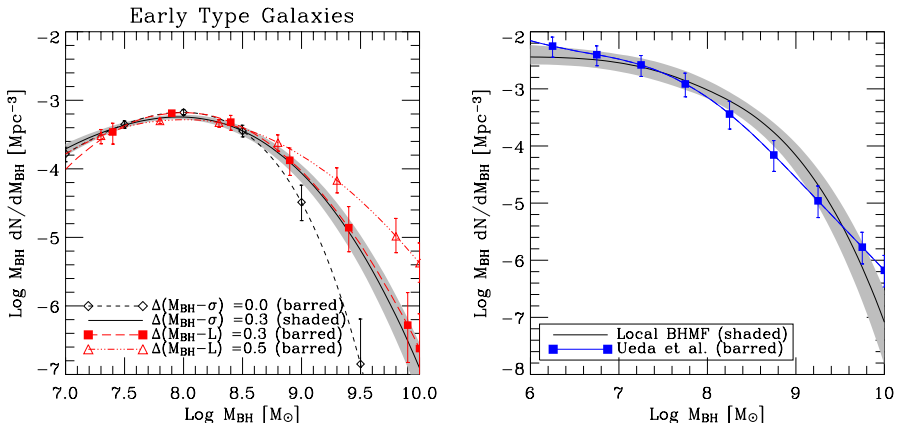 Early Type Galaxies
Log M_BH dN/dM_BH [Mpc⁻³]
−2
−3
−4
−5
−6
−7
Δ(M_BH−σ) =0.0 (barred)
Δ(M_BH−σ) =0.3 (shaded)
Δ(M_BH−L) =0.3 (barred)
Δ(M_BH−L) =0.5 (barred)
7.0 7.5 8.0 8.5 9.0 9.5 10.0
Log M_BH [M⊙]
Log M_BH dN/dM_BH [Mpc⁻³]
−2
−3
−4
−5
−6
−7
−8
Local BHMF (shaded)
Ueda et al. (barred)
6 7 8 9 10
Log M_BH [M⊙]